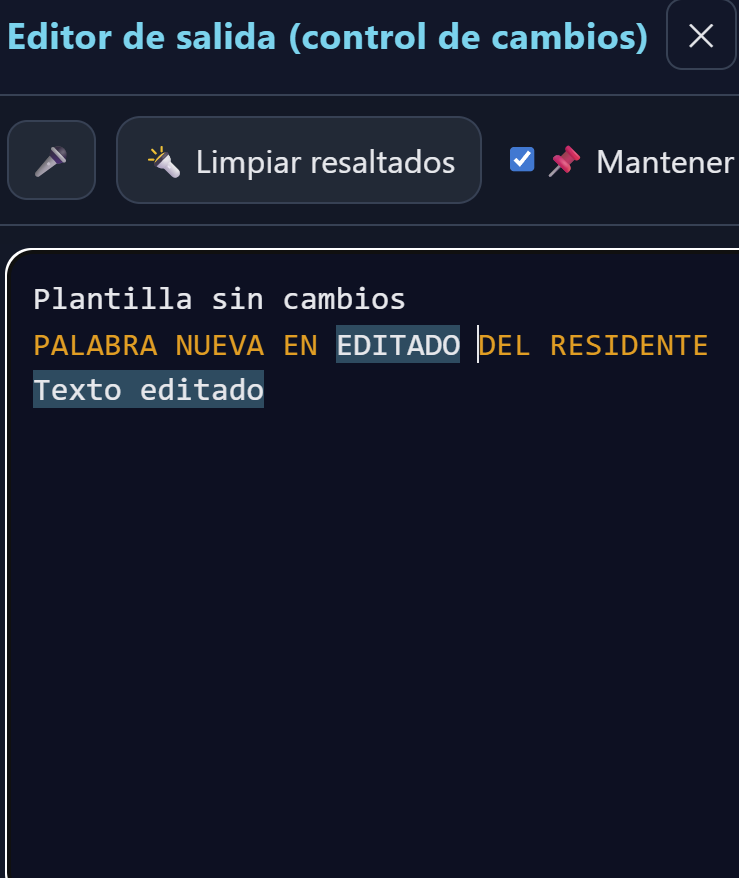 Editor de salida (control de cambios)
Limpiar resaltados
Mantener
Plantilla sin cambios
PALABRA NUEVA EN EDITADO DEL RESIDENTE
Texto editado